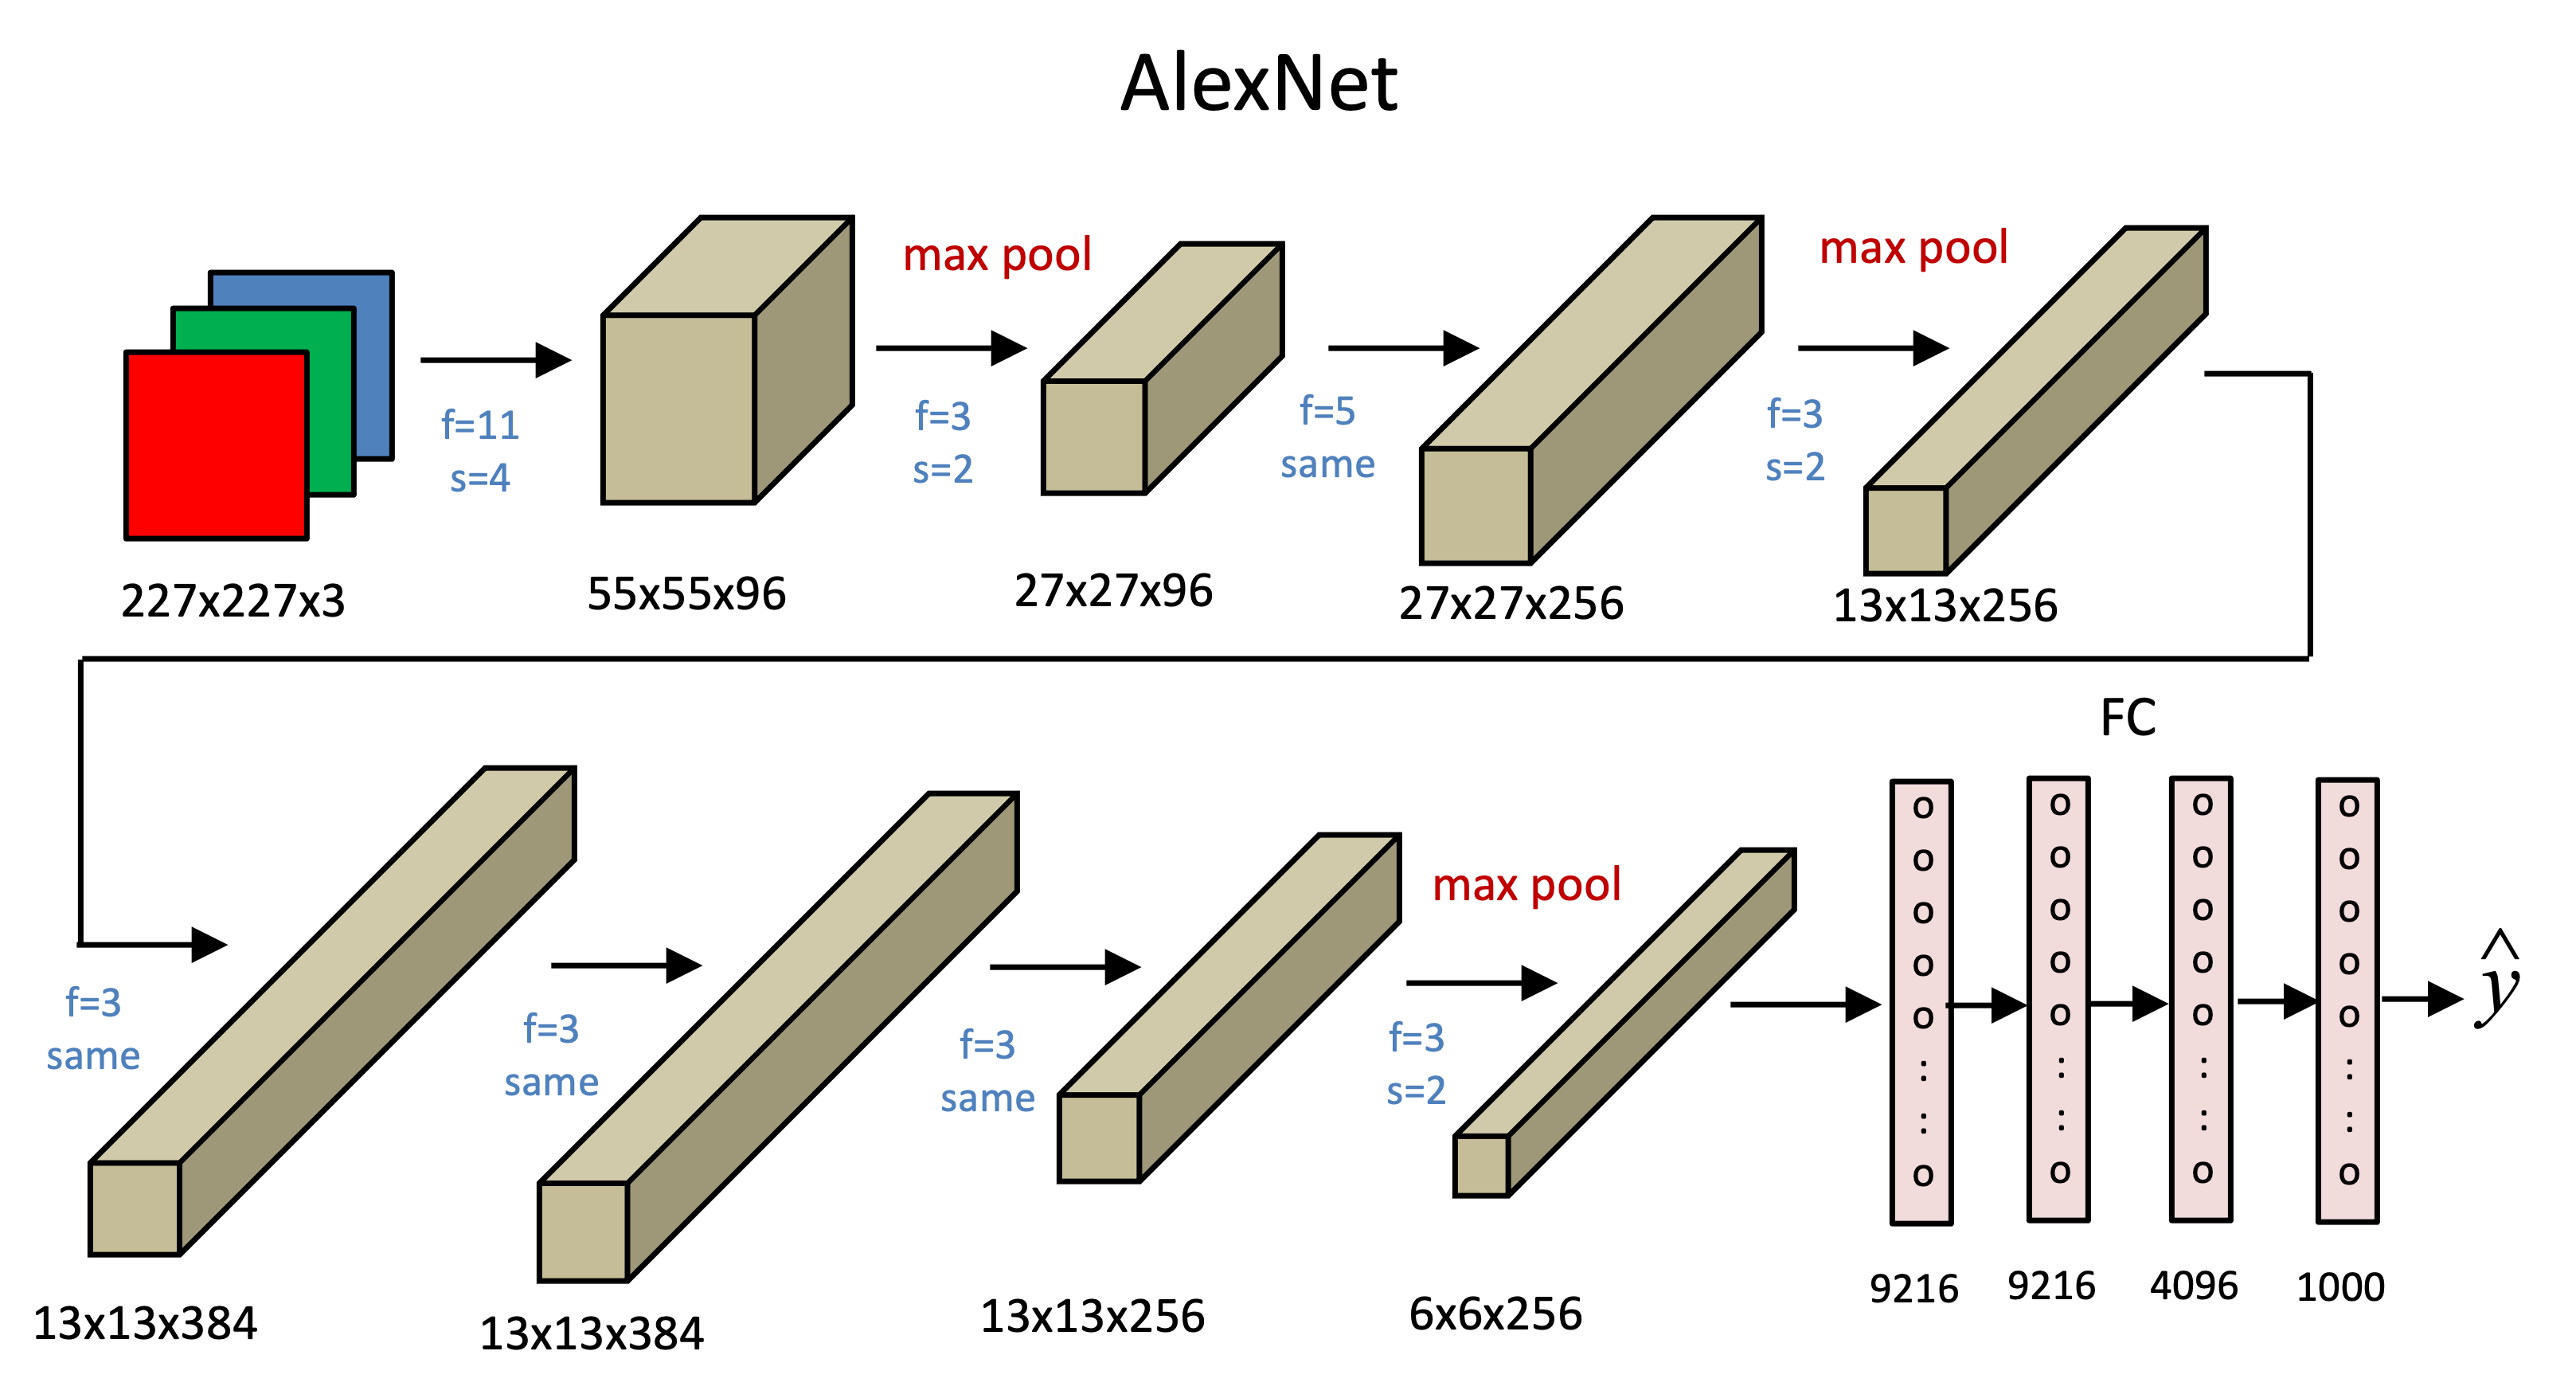 AlexNet
max pool
max pool
f=11
s=4
f=3
s=2
f=5
same
f=3
s=2
227x227x3
55x55x96
27x27x96
27x27x256
13x13x256
FC
max pool
f=3
same
f=3
same
f=3
same
f=3
s=2
ŷ
13x13x384
13x13x384
13x13x256
6x6x256
9216
9216
4096
1000